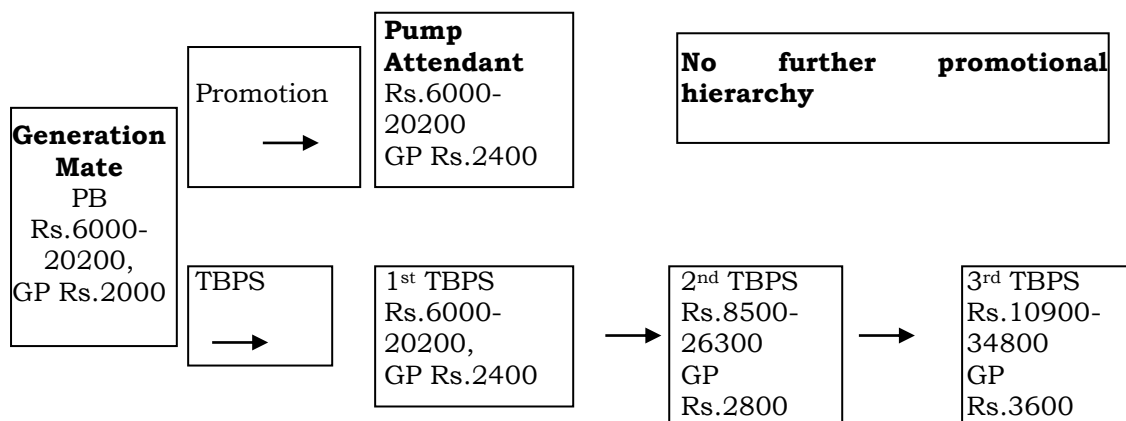 Generation
Mate
PB
Rs.6000-
20200,
GP Rs.2000
Promotion
Pump
Attendant
Rs.6000-
20200
GP Rs.2400
No further promotional
hierarchy
TBPS
1st TBPS
Rs.6000-
20200,
GP Rs.2400
2nd TBPS
Rs.8500-
26300
GP
Rs.2800
3rd TBPS
Rs.10900-
34800
GP
Rs.3600